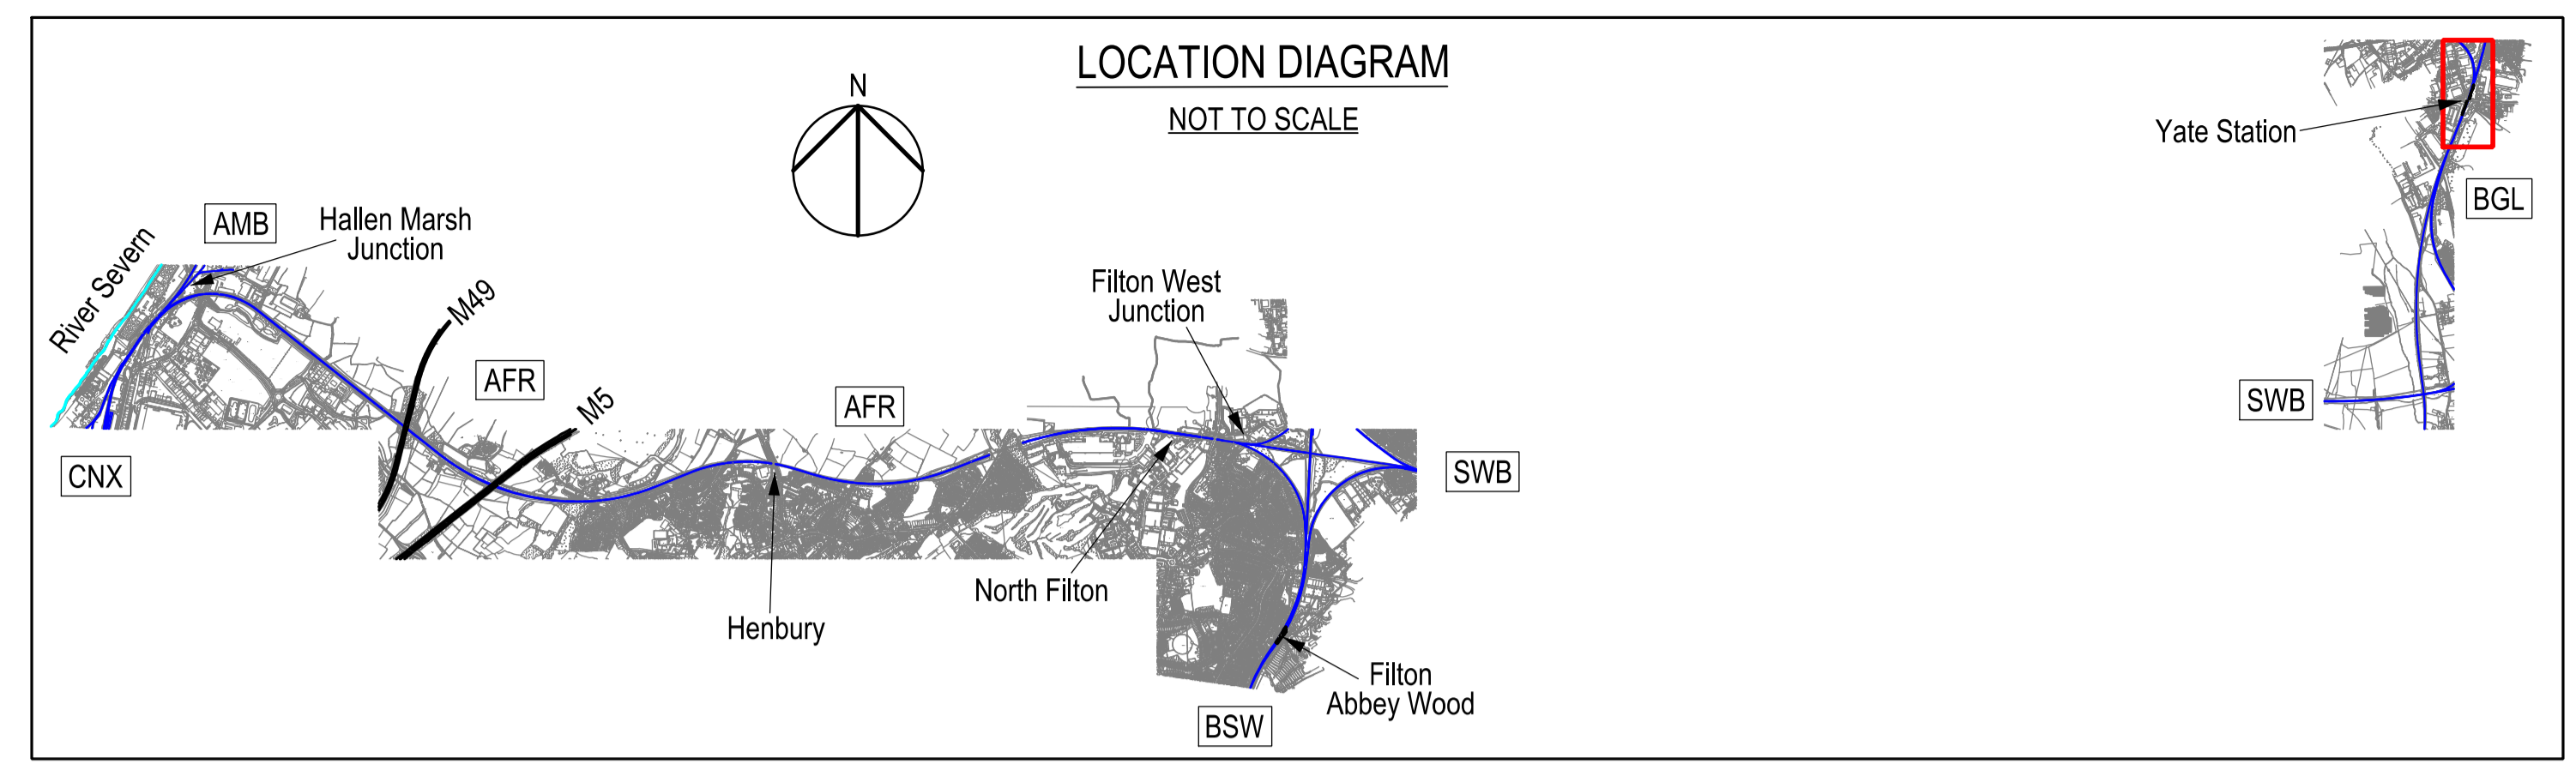 LOCATION DIAGRAM
NOT TO SCALE
N
Yate Station
BGL
AMB
Hallen Marsh
Junction
River Severn
M49
Filton West
Junction
AFR
M5
AFR
SWB
CNX
SWB
North Filton
Henbury
Filton
Abbey Wood
BSW